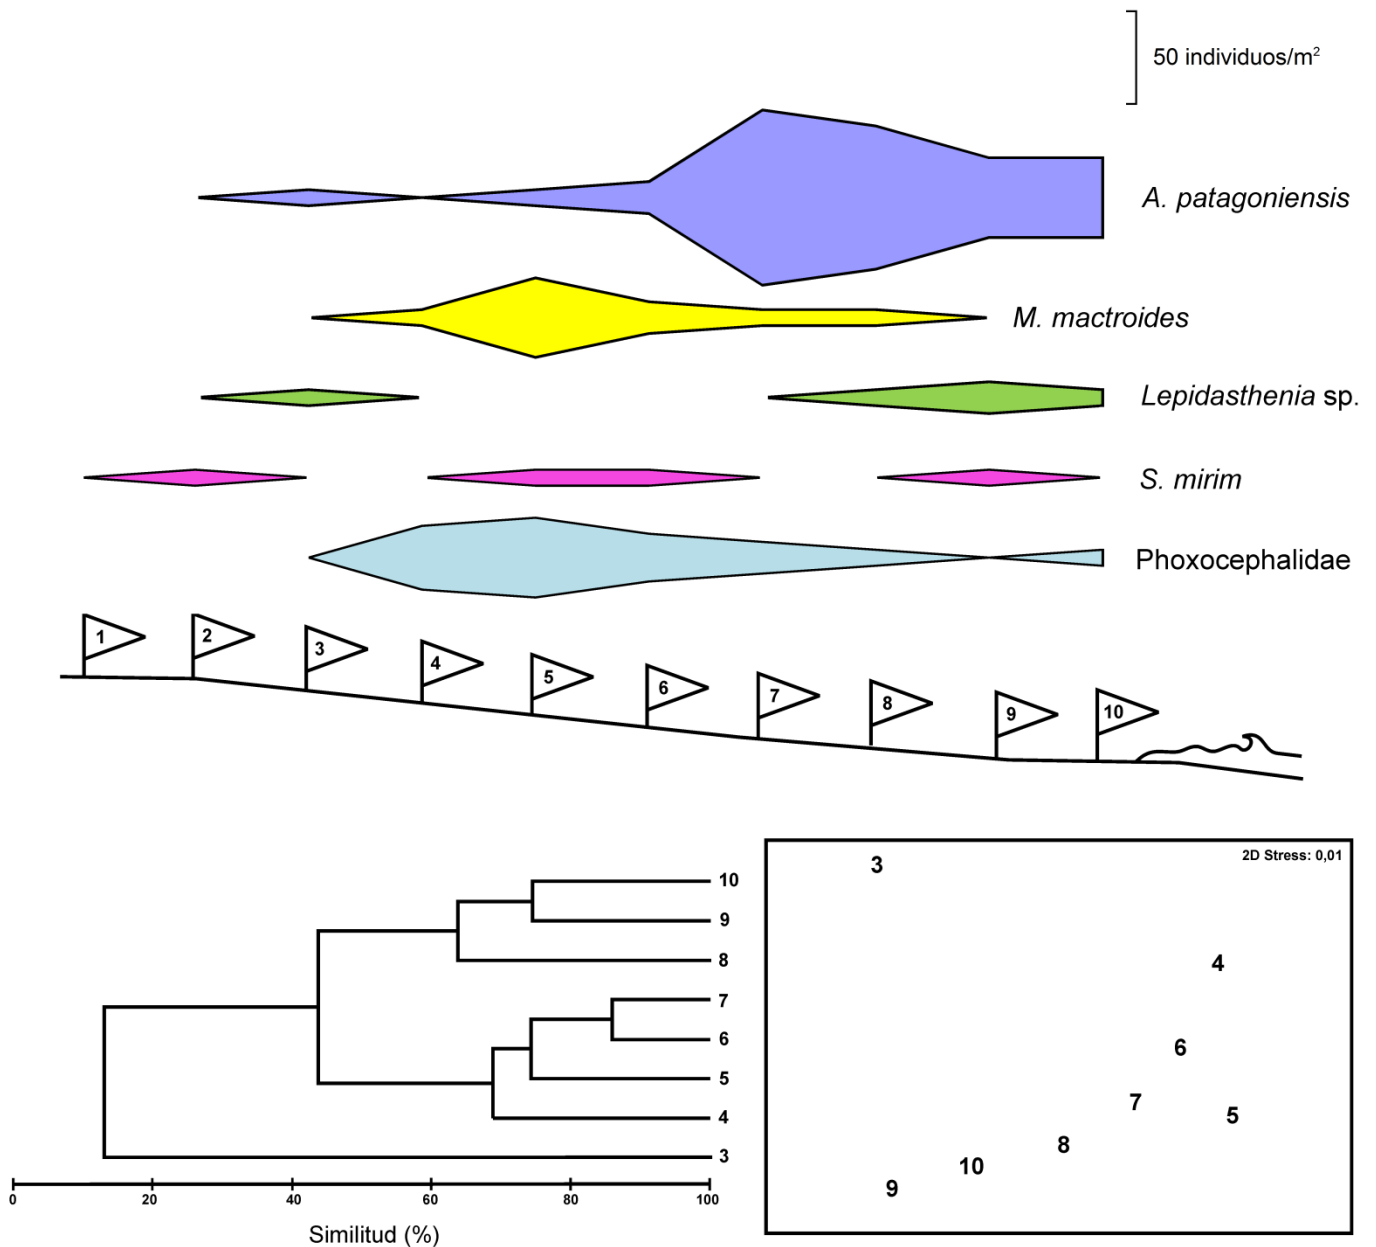 50 individuos/m²
A. patagoniensis
M. mactroides
Lepidasthenia sp.
S. mirim
Phoxocephalidae
1
2
3
4
5
6
7
8
9
10
10
9
8
7
6
5
4
3
0 20 40 60 80 100
Similitud (%)
2D Stress: 0,01
3
4
6
7
5
8
10
9